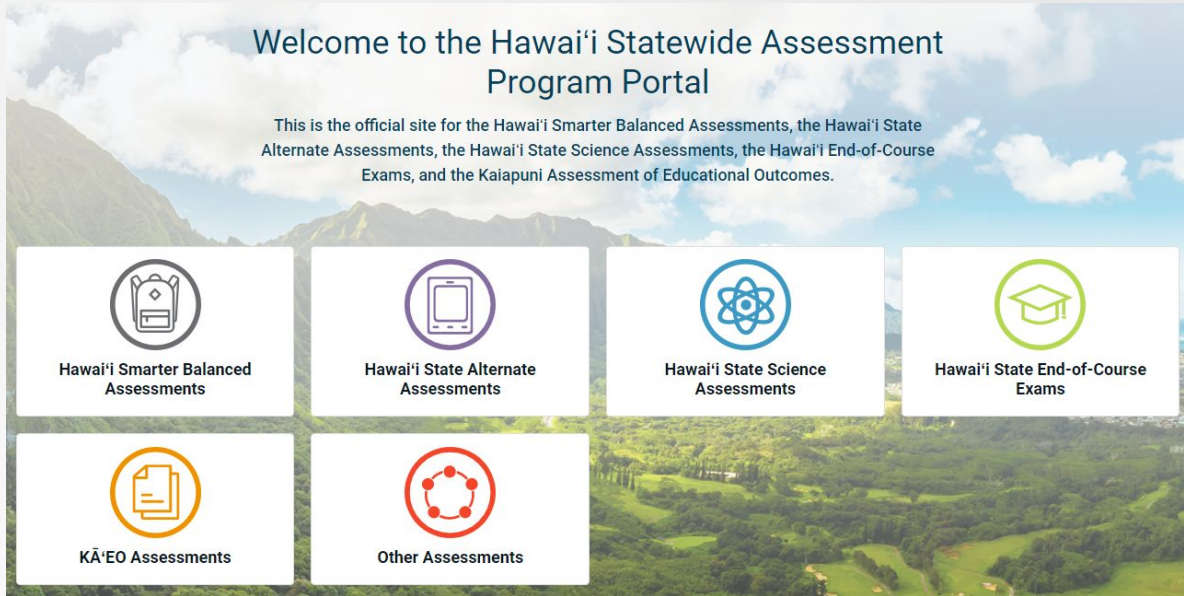 Welcome to the Hawaiʻi Statewide Assessment
Program Portal
This is the official site for the Hawaiʻi Smarter Balanced Assessments, the Hawaiʻi State
Alternate Assessments, the Hawaiʻi State Science Assessments, the Hawaiʻi End-of-Course
Exams, and the Kaiapuni Assessment of Educational Outcomes.
Hawaiʻi Smarter Balanced
Assessments
Hawaiʻi State Alternate
Assessments
Hawaiʻi State Science
Assessments
Hawaiʻi State End-of-Course
Exams
KĀʻEO Assessments
Other Assessments